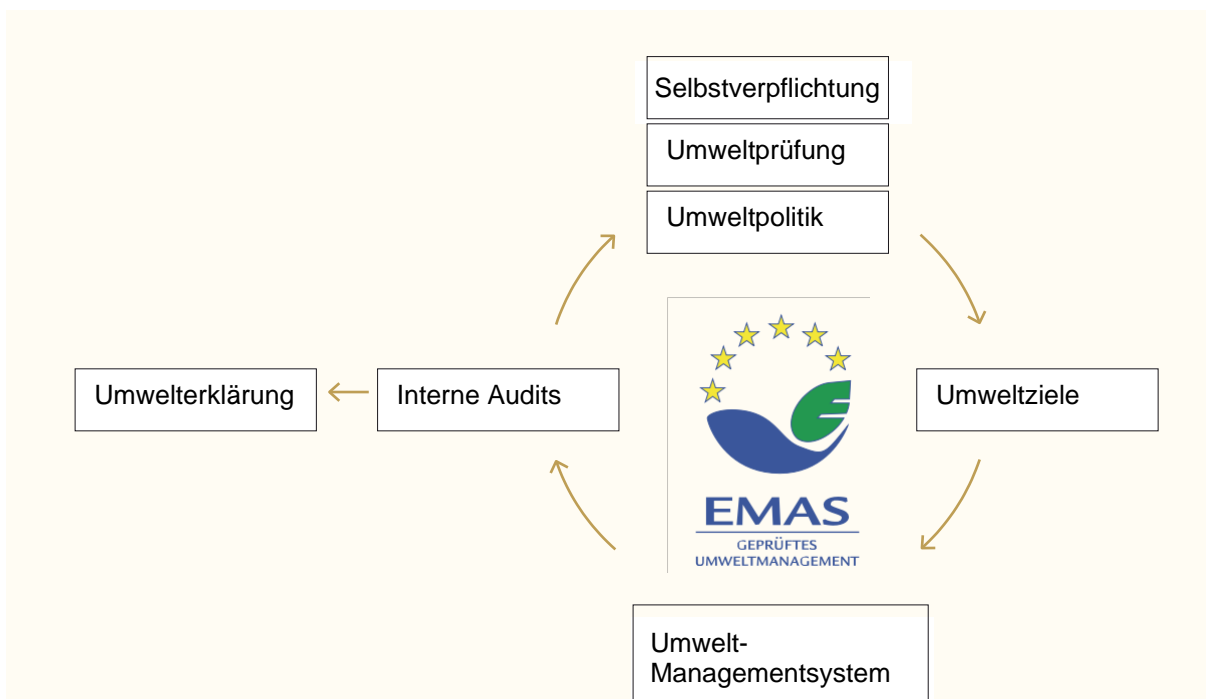 Selbstverpflichtung
Umweltprüfung
Umweltpolitik
Umwelterklärung
Interne Audits
Umweltziele
EMAS
GEPRÜFTES
UMWELTMANAGEMENT
Umwelt-
Managementsystem